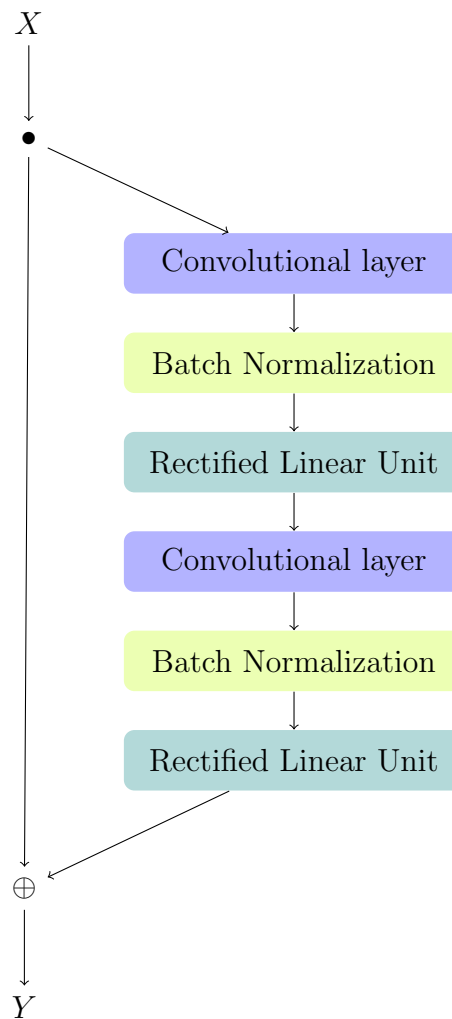 X
Convolutional layer
Batch Normalization
Rectified Linear Unit
Convolutional layer
Batch Normalization
Rectified Linear Unit
⊕
Y